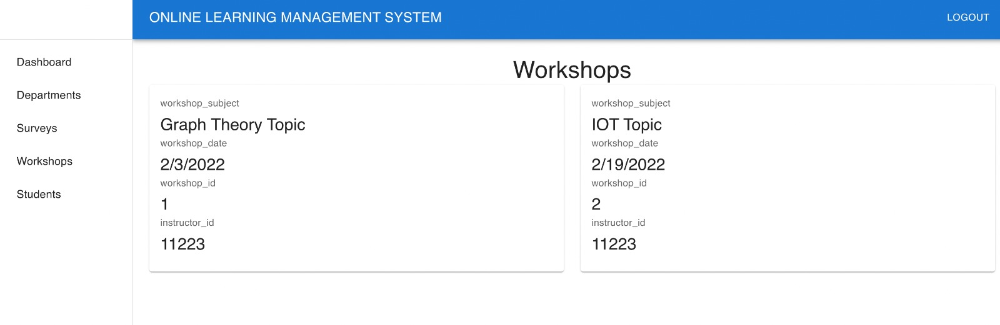 ONLINE LEARNING MANAGEMENT SYSTEM
LOGOUT
Dashboard
Departments
Surveys
Workshops
Students
Workshops
workshop_subject
Graph Theory Topic
workshop_date
2/3/2022
workshop_id
1
instructor_id
11223
workshop_subject
IOT Topic
workshop_date
2/19/2022
workshop_id
2
instructor_id
11223